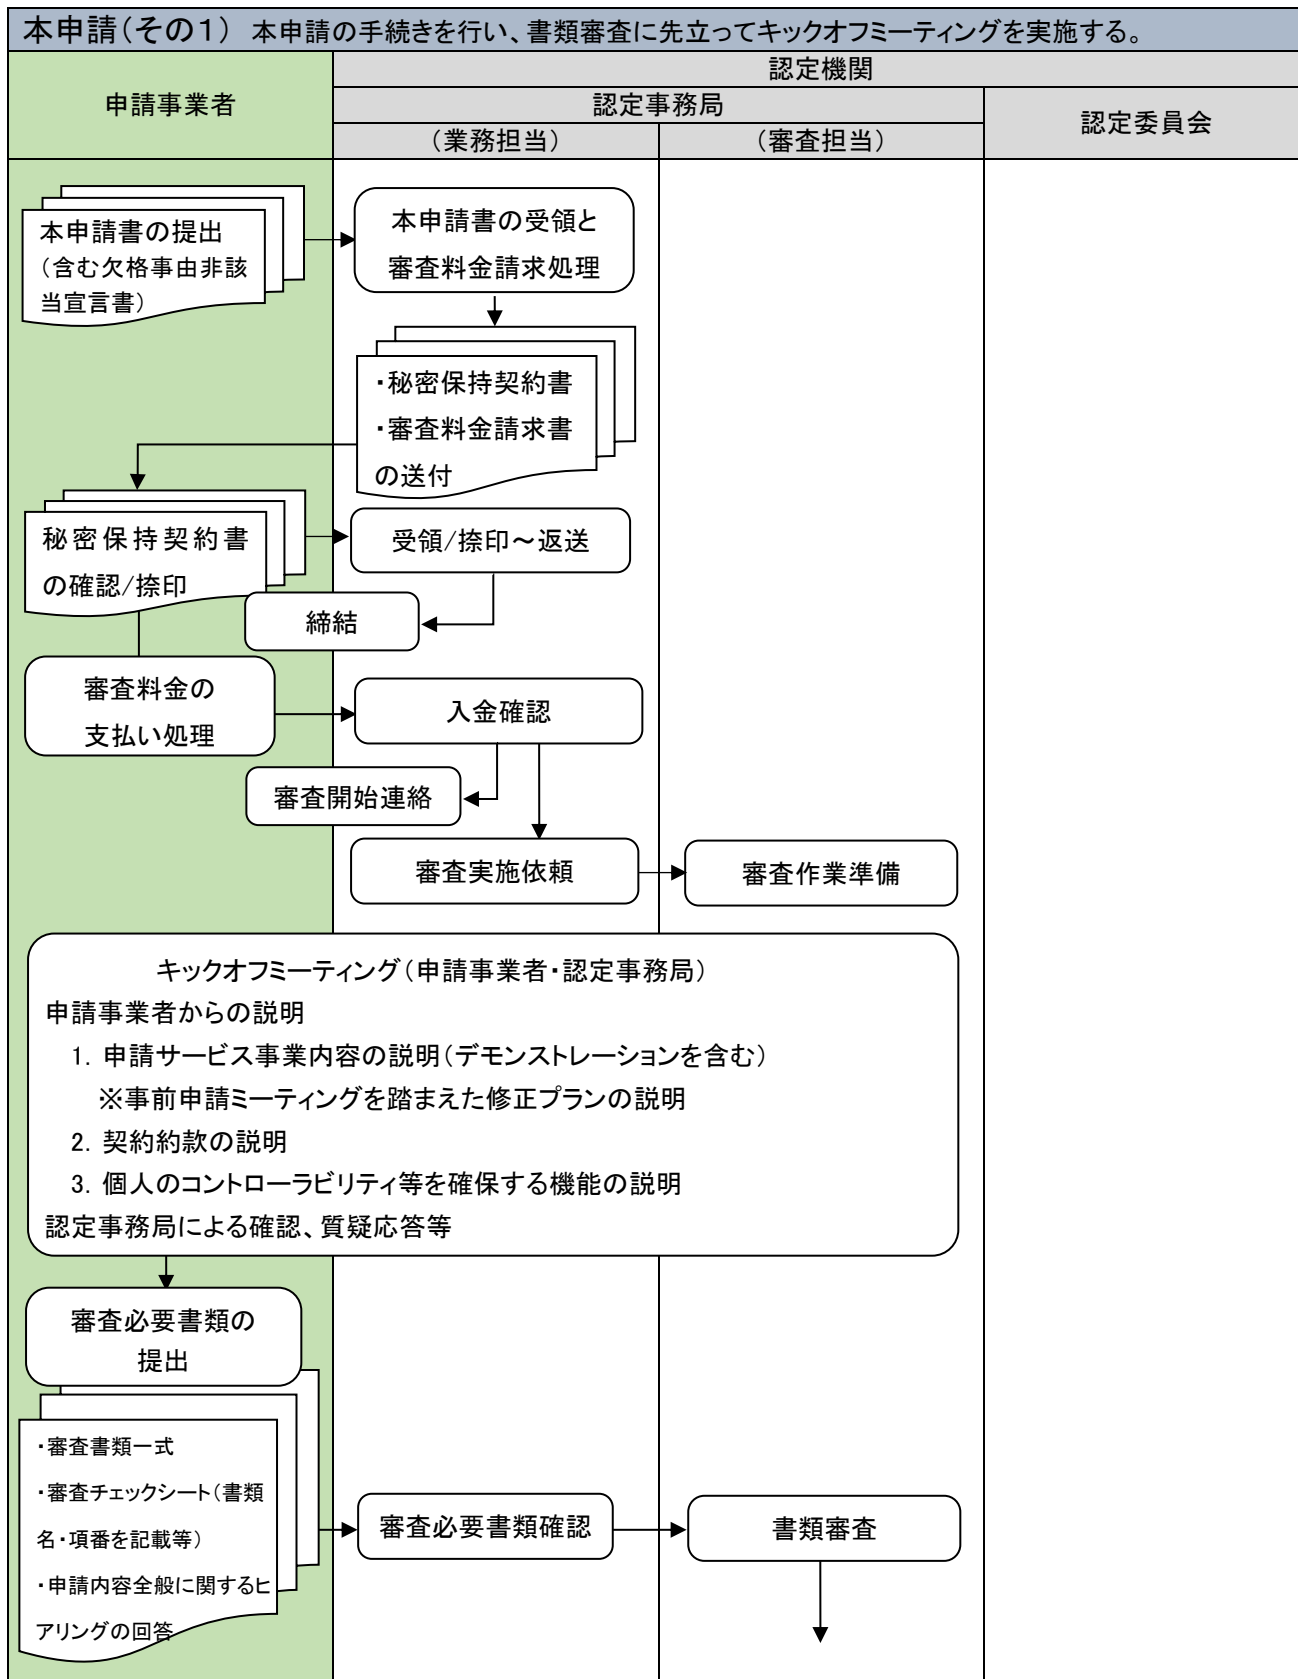 本申請（その１） 本申請の手続きを行い、書類審査に先立ってキックオフミーティングを実施する。
申請事業者
認定機関
認定事務局
認定委員会
（業務担当）
（審査担当）
本申請書の提出
（含む欠格事由非該
当宣言書）
本申請書の受領と
審査料金請求処理
・秘密保持契約書
・審査料金請求書
の送付
秘密保持契約書
の確認/捺印
受領/捺印～返送
締結
審査料金の
支払い処理
入金確認
審査開始連絡
審査実施依頼
審査作業準備
キックオフミーティング（申請事業者・認定事務局）
申請事業者からの説明
1. 申請サービス事業内容の説明（デモンストレーションを含む）
※事前申請ミーティングを踏まえた修正プランの説明
2. 契約約款の説明
3. 個人のコントローラビリティ等を確保する機能の説明
認定事務局による確認、質疑応答等
審査必要書類の
提出
・審査書類一式
・審査チェックシート（書類
名・項番を記載等）
・申請内容全般に関するヒ
アリングの回答
審査必要書類確認
書類審査